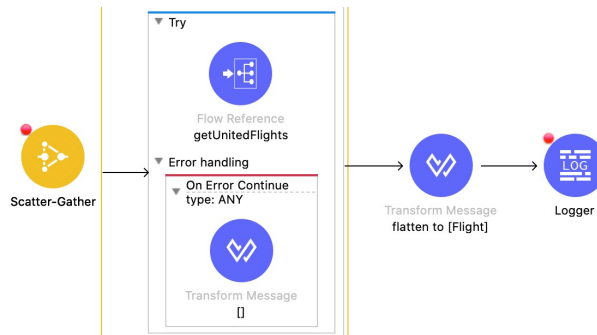 Try
Flow Reference
getUnitedFlights
Error handling
On Error Continue
type: ANY
Transform Message
[]
Scatter-Gather
Transform Message
flatten to [Flight]
LOG
Logger